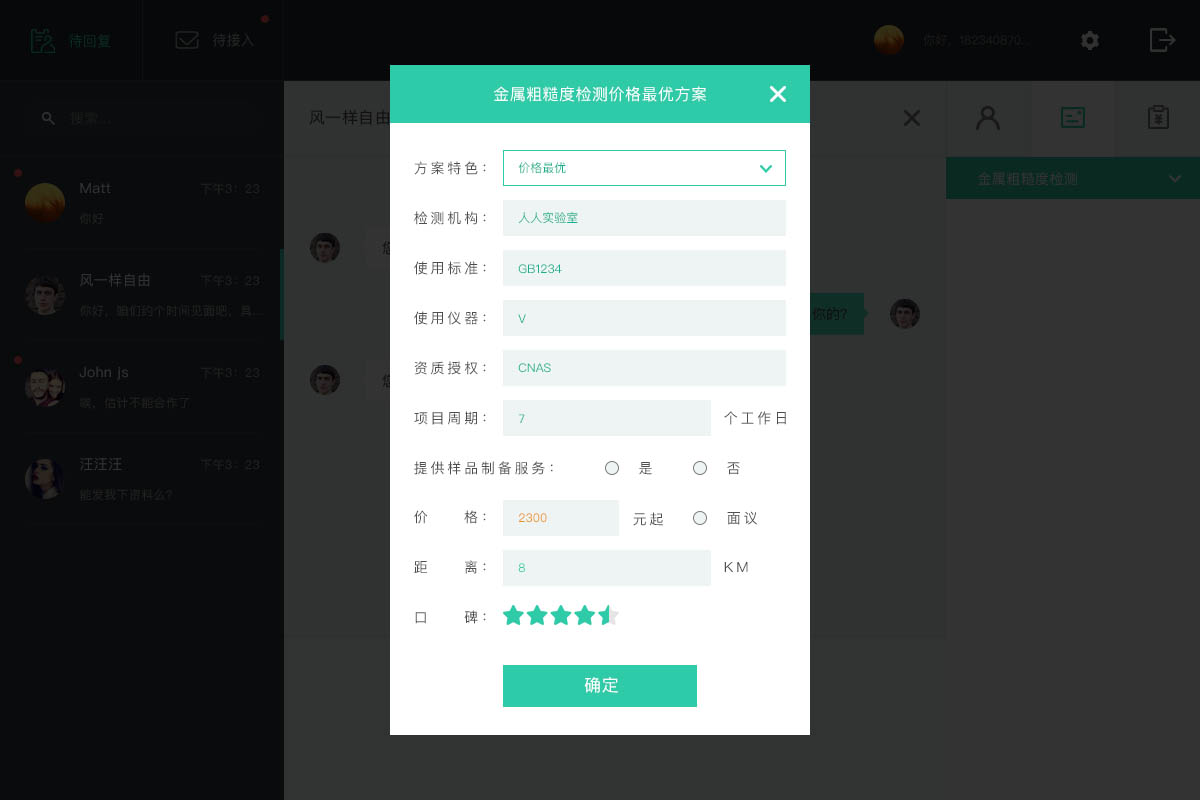 待回复
待接入
你好，182340870...
搜索...
Matt
下午3：23
你好
风一样自由
下午3：23
你好，咱们约个时间见面吧，具...
John js
下午3：23
噢，估计不能合作了
汪汪汪
下午3：23
能发我下资料么?
风一样自由
你的?
金属粗糙度检测
金属粗糙度检测价格最优方案
方案特色： 价格最优
检测机构： 人人实验室
使用标准： GB1234
使用仪器： V
资质授权： CNAS
项目周期： 7 个工作日
提供样品制备服务： 是 否
价 格： 2300 元起 面议
距 离： 8 KM
口 碑：
确定